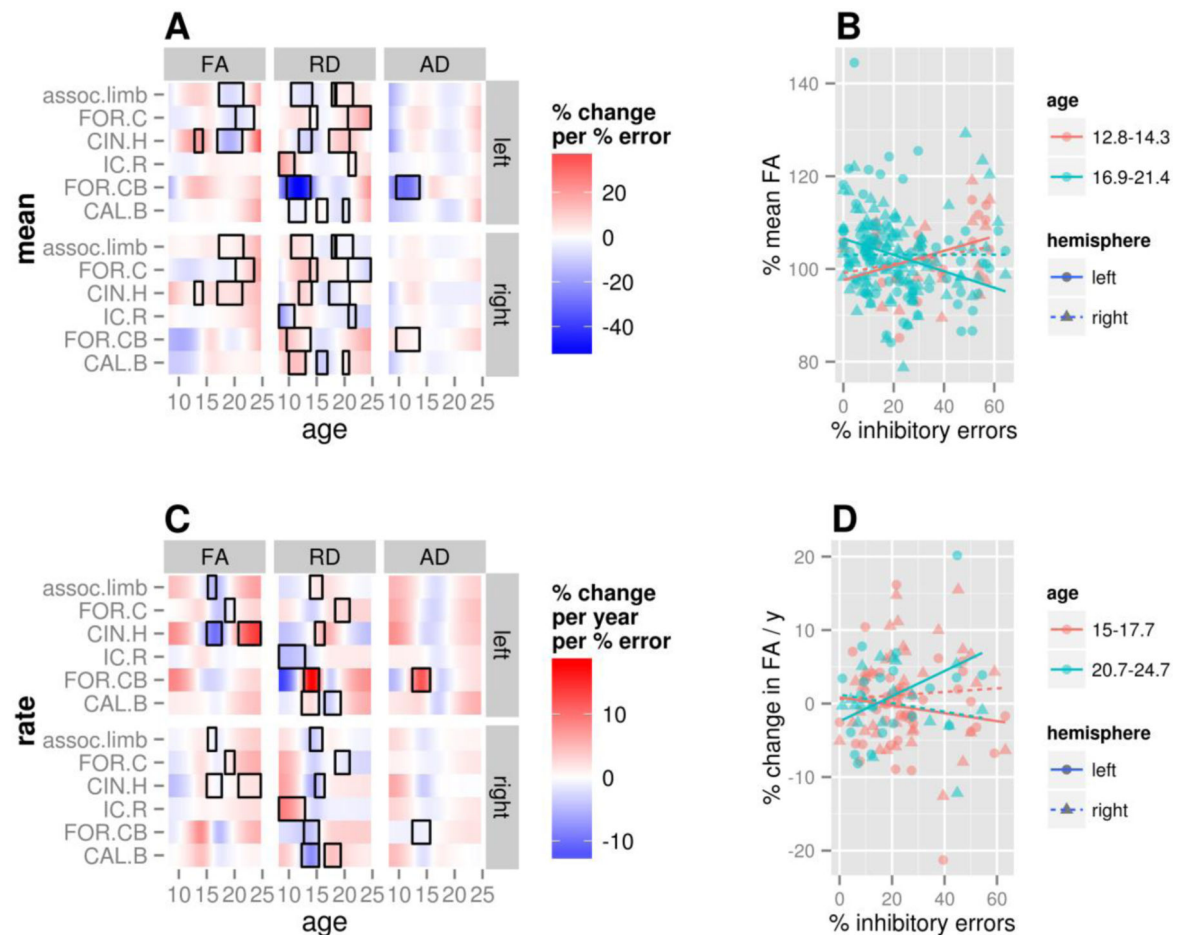 A
FA RD AD
assoc.limb
FOR.C
CIN.H
IC.R
FOR.CB
CAL.B
left
assoc.limb
FOR.C
CIN.H
IC.R
FOR.CB
CAL.B
right
mean
10 15 20 25 10 15 20 25 10 15 20 25
age
% change
per % error
20
0
-20
-40
B
140
120
100
80
% mean FA
0 20 40 60
% inhibitory errors
age
12.8-14.3
16.9-21.4
hemisphere
left
right
C
FA RD AD
assoc.limb
FOR.C
CIN.H
IC.R
FOR.CB
CAL.B
left
assoc.limb
FOR.C
CIN.H
IC.R
FOR.CB
CAL.B
right
rate
10 15 20 25 10 15 20 25 10 15 20 25
age
% change
per year
per % error
10
0
-10
D
20
10
0
-10
-20
% change in FA / y
0 20 40 60
% inhibitory errors
age
15-17.7
20.7-24.7
hemisphere
left
right